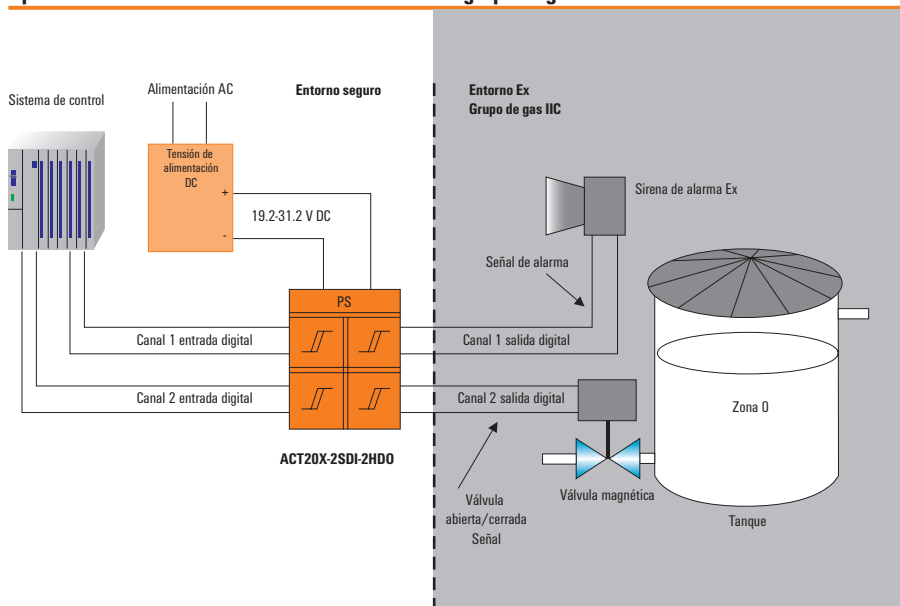 Alimentación AC
Entorno seguro
Entorno Ex
Grupo de gas IIC
Sistema de control
Tensión de
alimentación
DC
+
19.2-31.2 V DC
-
Sirena de alarma Ex
Señal de alarma
PS
Canal 1 entrada digital
Canal 1 salida digital
Canal 2 entrada digital
Canal 2 salida digital
Zona 0
ACT20X-2SDI-2HDO
Válvula
abierta/cerrada
Señal
Válvula magnética
Tanque